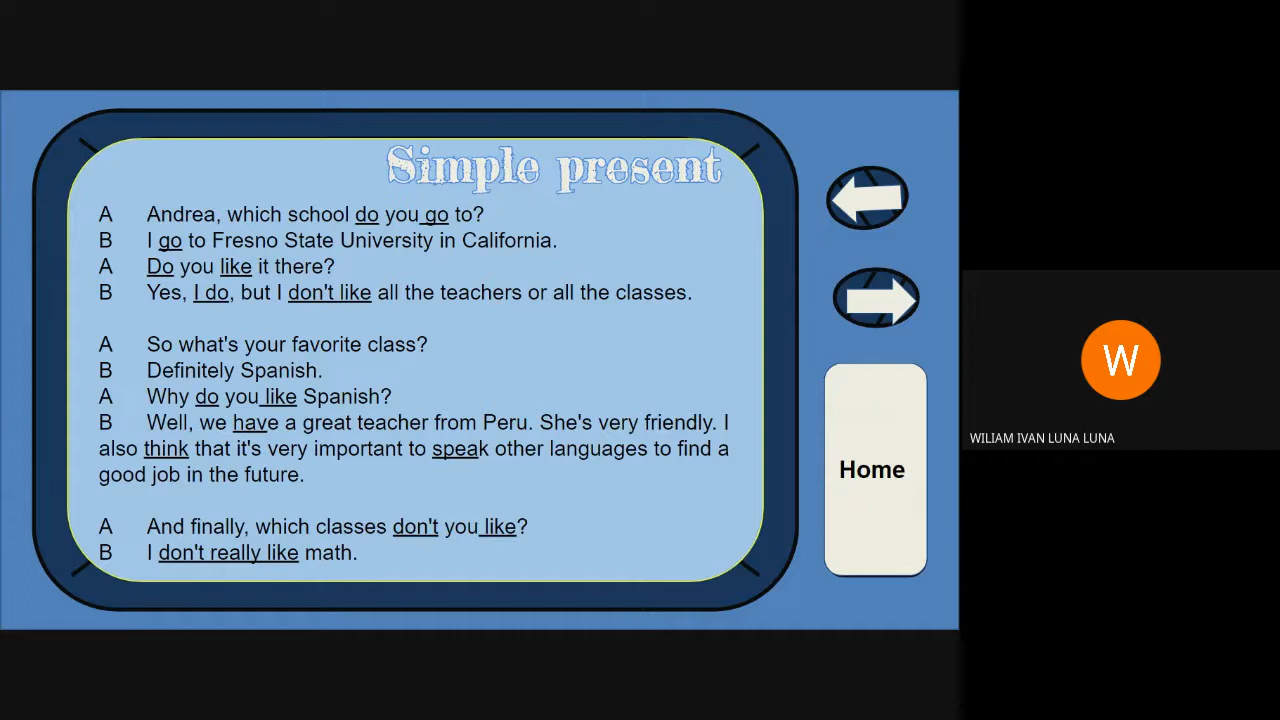 Simple present
A Andrea, which school do you go to?
B I go to Fresno State University in California.
A Do you like it there?
B Yes, I do, but I don't like all the teachers or all the classes.
A So what's your favorite class?
B Definitely Spanish.
A Why do you like Spanish?
B Well, we have a great teacher from Peru. She's very friendly. I
also think that it's very important to speak other languages to find a
good job in the future.
A And finally, which classes don't you like?
B I don't really like math.
Home
W
WILIAM IVAN LUNA LUNA